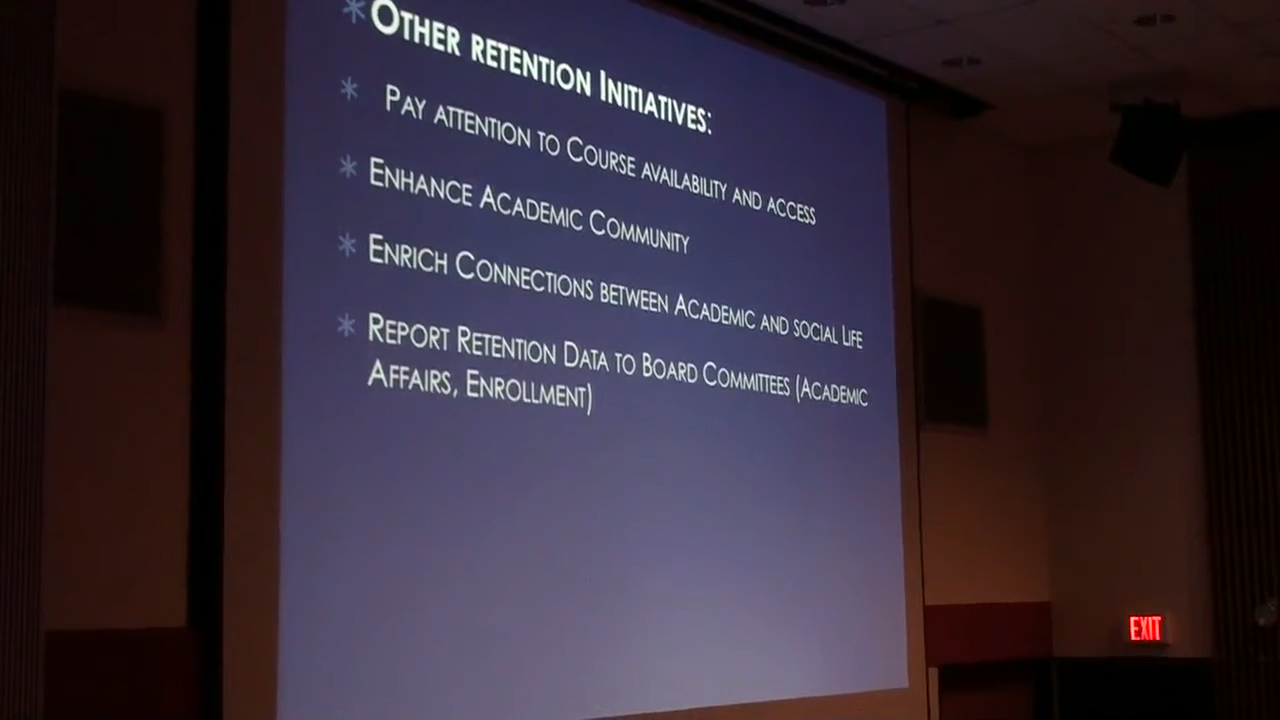 * Other retention Initiatives:
* Pay attention to Course availability and access
* Enhance Academic Community
* Enrich Connections between Academic and social Life
* Report Retention Data to Board Committees (Academic
Affairs, Enrollment)
EXIT